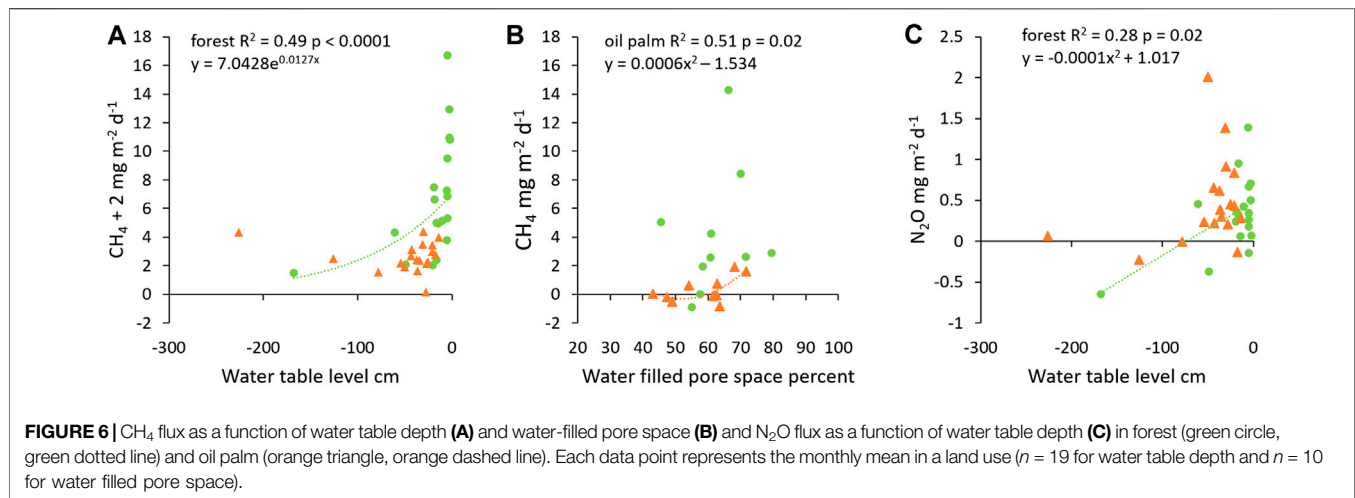 A
forest R² = 0.49 p < 0.0001
y = 7.0428e^0.0127x
CH₄ + 2 mg m⁻² d⁻¹
18
16
14
12
10
8
6
4
2
0
-2
-300 -200 -100 0
Water table level cm
B
oil palm R² = 0.51 p = 0.02
y = 0.0006x² – 1.534
CH₄ mg m⁻² d⁻¹
18
16
14
12
10
8
6
4
2
0
-2
20 30 40 50 60 70 80 90 100
Water filled pore space percent
C
forest R² = 0.28 p = 0.02
y = -0.0001x² + 1.017
N₂O mg m⁻² d⁻¹
2.5
2
1.5
1
0.5
0
-0.5
-1
-300 -200 -100 0
Water table level cm
FIGURE 6 | CH₄ flux as a function of water table depth (A) and water-filled pore space (B) and N₂O flux as a function of water table depth (C) in forest (green circle,
green dotted line) and oil palm (orange triangle, orange dashed line). Each data point represents the monthly mean in a land use (n = 19 for water table depth and n = 10
for water filled pore space).